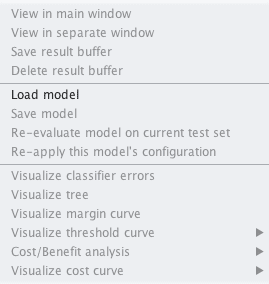 View in main window
View in separate window
Save result buffer
Delete result buffer
Load model
Save model
Re-evaluate model on current test set
Re-apply this model's configuration
Visualize classifier errors
Visualize tree
Visualize margin curve
Visualize threshold curve
Cost/Benefit analysis
Visualize cost curve